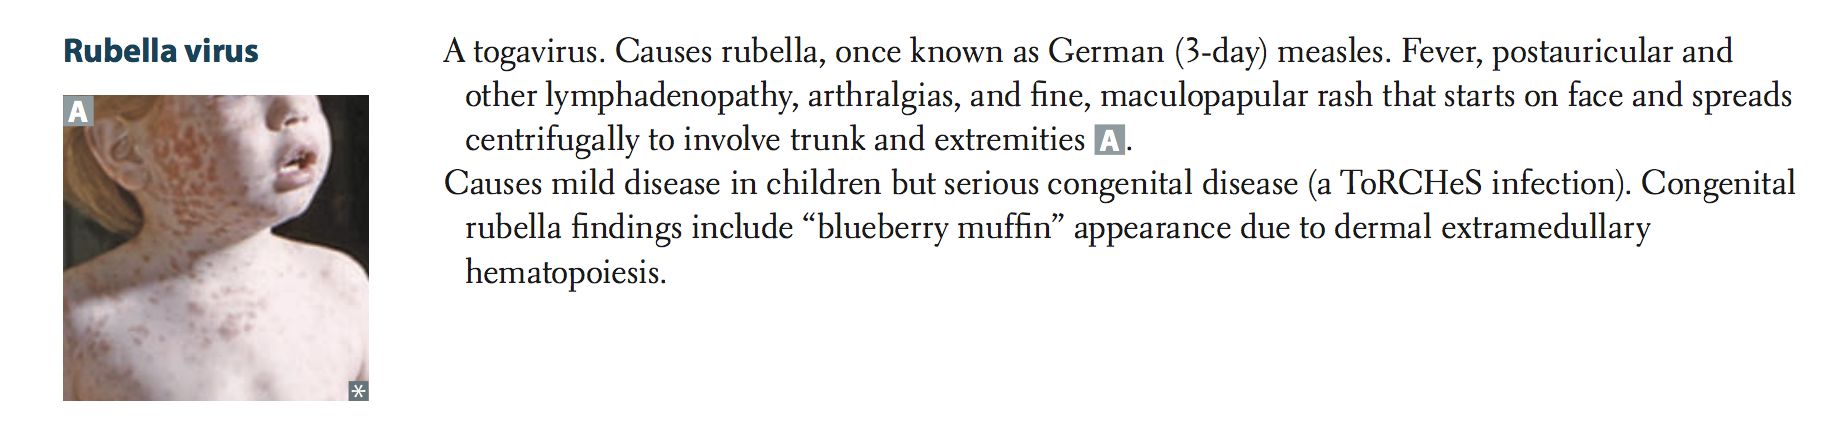 Rubella virus
A
A togavirus. Causes rubella, once known as German (3-day) measles. Fever, postauricular and
other lymphadenopathy, arthralgias, and fine, maculopapular rash that starts on face and spreads
centrifugally to involve trunk and extremities A.
Causes mild disease in children but serious congenital disease (a ToRCHeS infection). Congenital
rubella findings include “blueberry muffin” appearance due to dermal extramedullary
hematopoiesis.
*